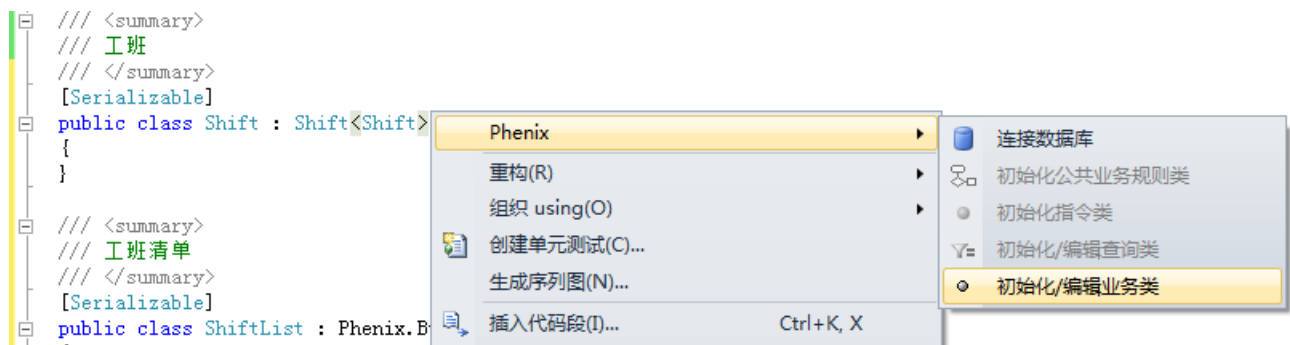 /// <summary>
/// 工班
/// </summary>
[Serializable]
public class Shift : Shift<Shift>
{
}
/// <summary>
/// 工班清单
/// </summary>
[Serializable]
public class ShiftList : Phenix.B
Phenix
重构(R)
组织 using(O)
创建单元测试(C)...
生成序列图(N)...
插入代码段(I)... Ctrl+K, X
连接数据库
初始化公共业务规则类
初始化指令类
初始化/编辑查询类
初始化/编辑业务类